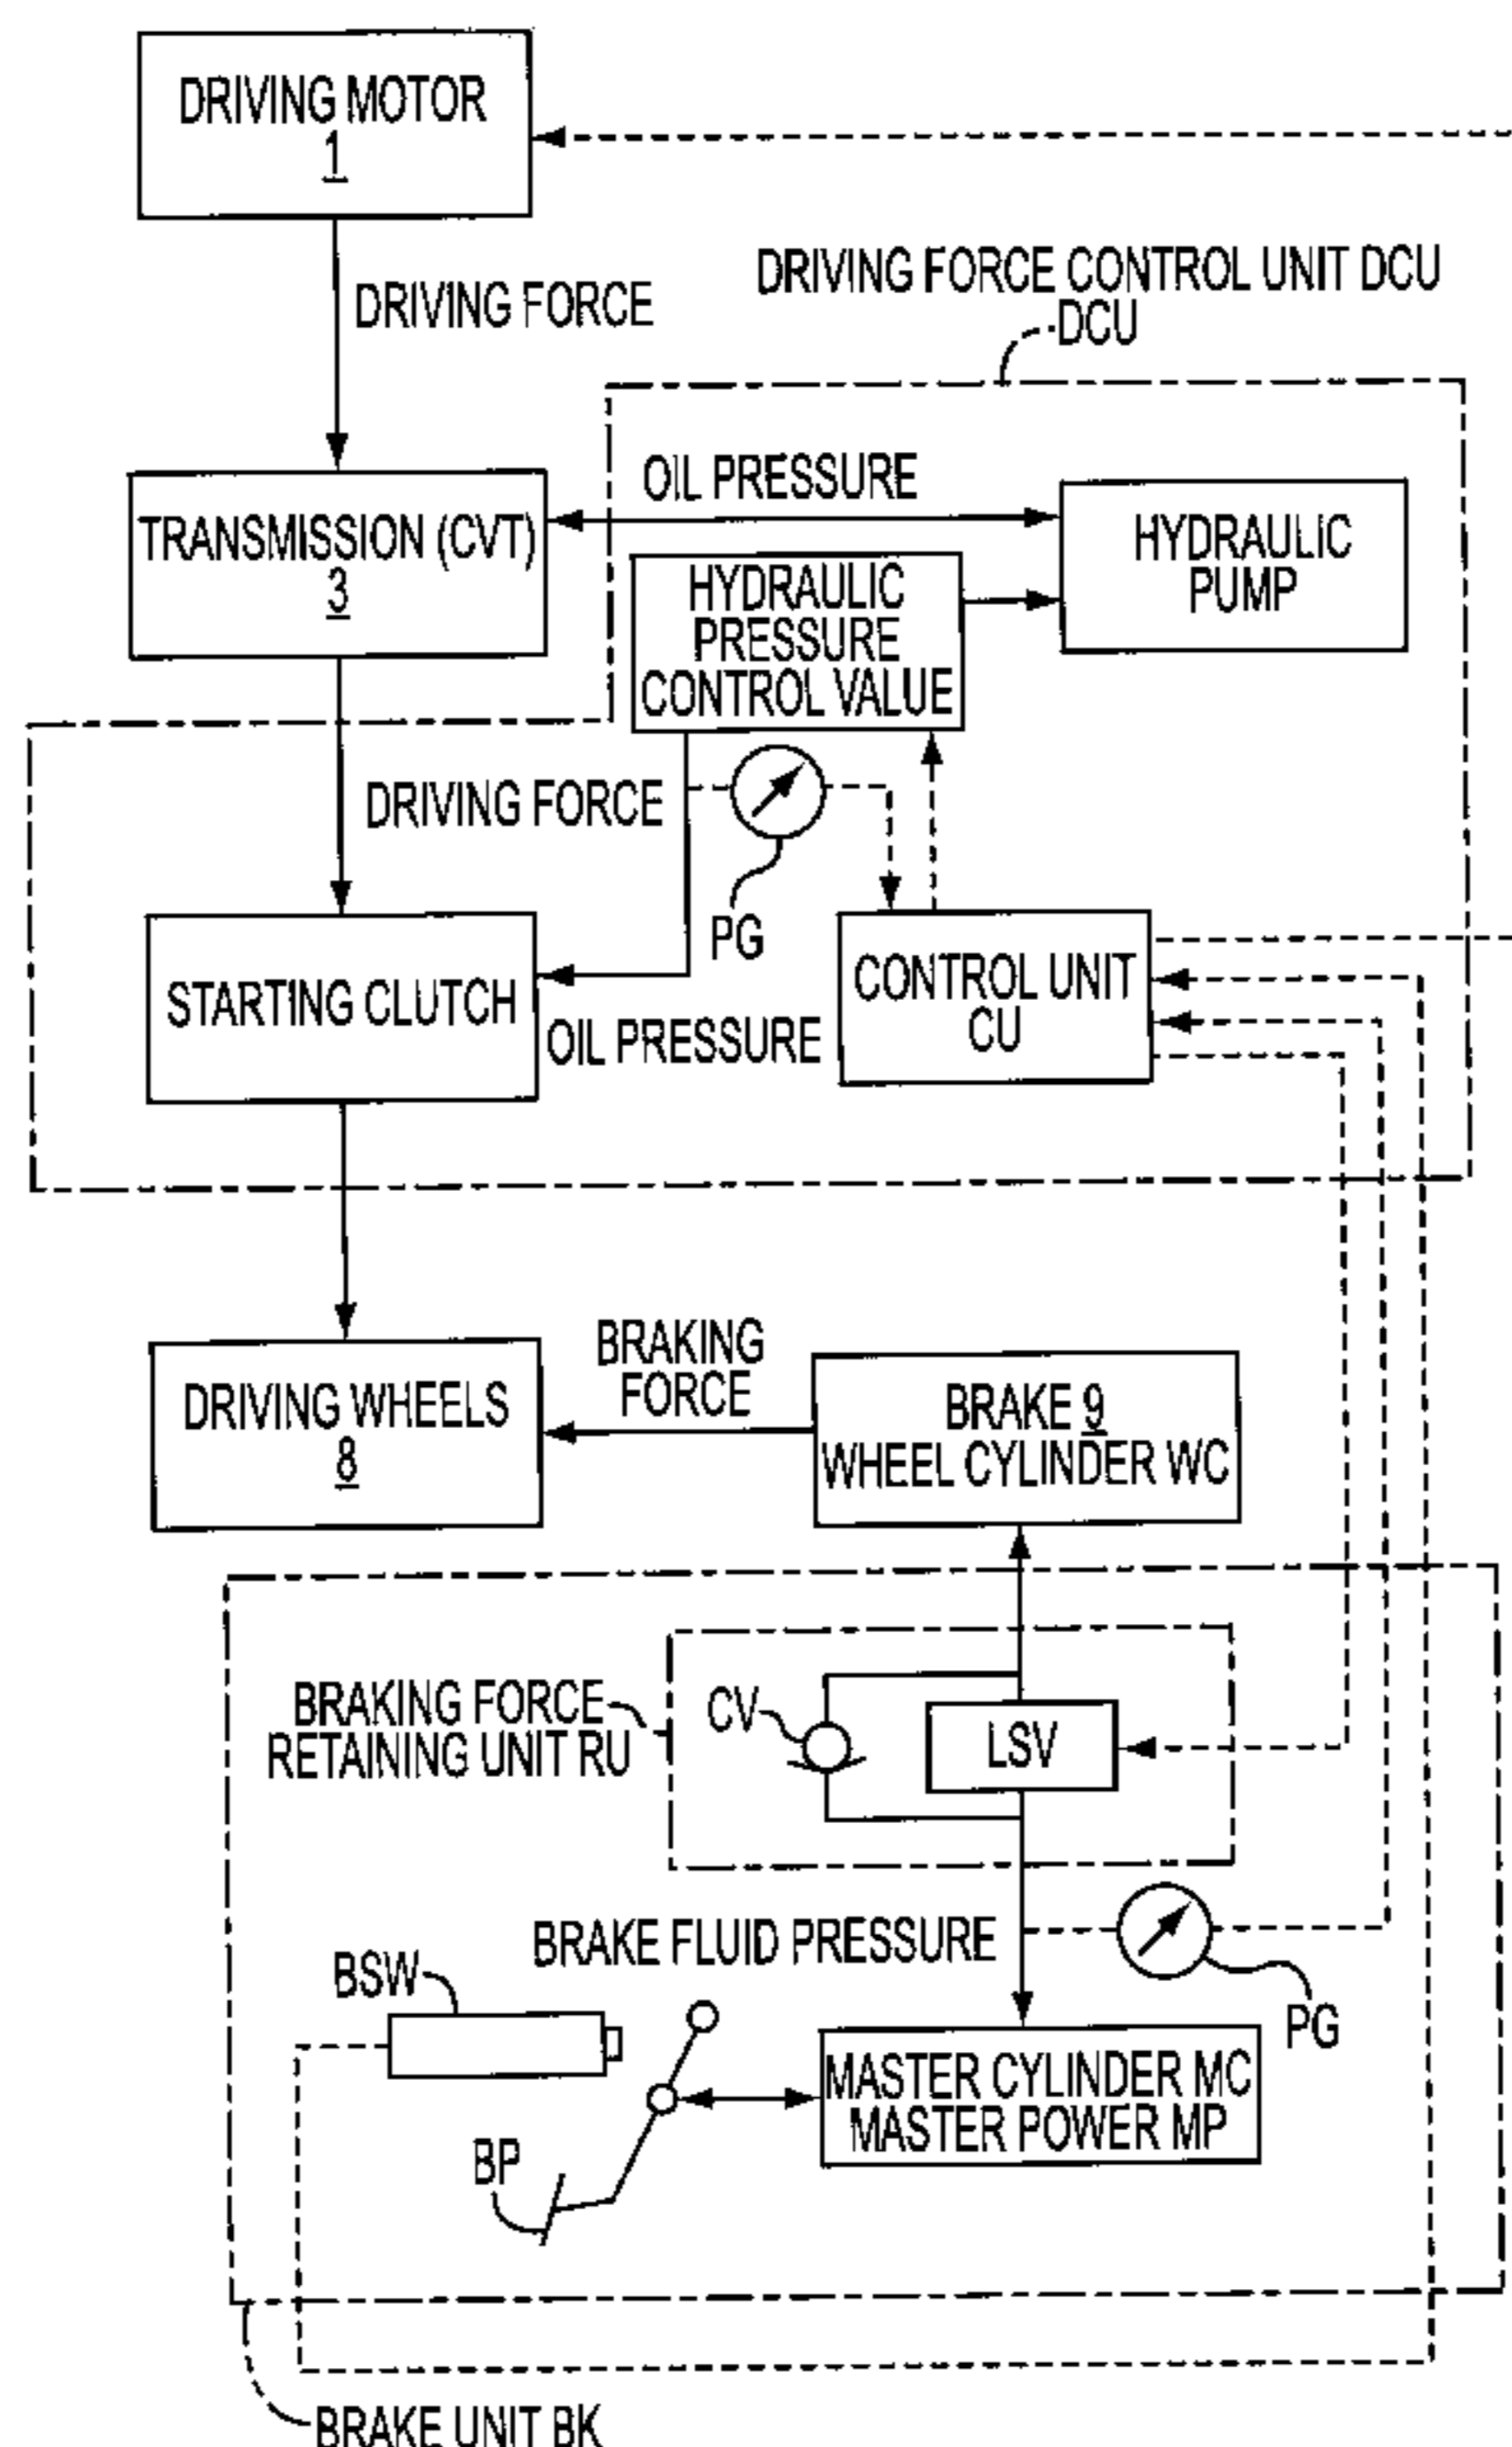 DRIVING MOTOR
1
DRIVING FORCE CONTROL UNIT DCU
DCU
DRIVING FORCE
OIL PRESSURE
TRANSMISSION (CVT)
3
HYDRAULIC
PUMP
HYDRAULIC
PRESSURE
CONTROL VALUE
DRIVING FORCE
PG
STARTING CLUTCH
OIL PRESSURE
CONTROL UNIT
CU
BRAKING
FORCE
DRIVING WHEELS
8
BRAKE 9
WHEEL CYLINDER WC
BRAKING FORCE
RETAINING UNIT RU
CV
LSV
BRAKE FLUID PRESSURE
BSW
PG
MASTER CYLINDER MC
MASTER POWER MP
BP
BRAKE UNIT BK